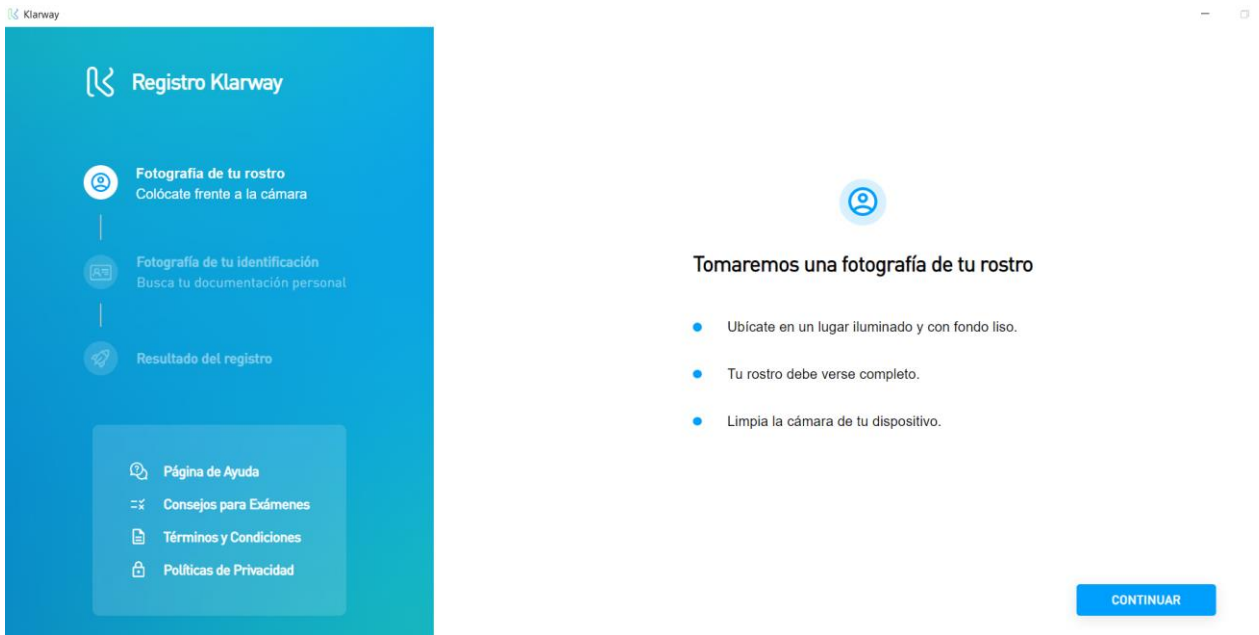 Klarway
Registro Klarway
Fotografia de tu rostro
Colócate frente a la cámara
Fotografía de tu identificación
Busca tu documentación personal
Resultado del registro
Página de Ayuda
Consejos para Exámenes
Términos y Condiciones
Políticas de Privacidad
Tomaremos una fotografía de tu rostro
Ubícate en un lugar iluminado y con fondo liso.
Tu rostro debe verse completo.
Limpia la cámara de tu dispositivo.
CONTINUAR